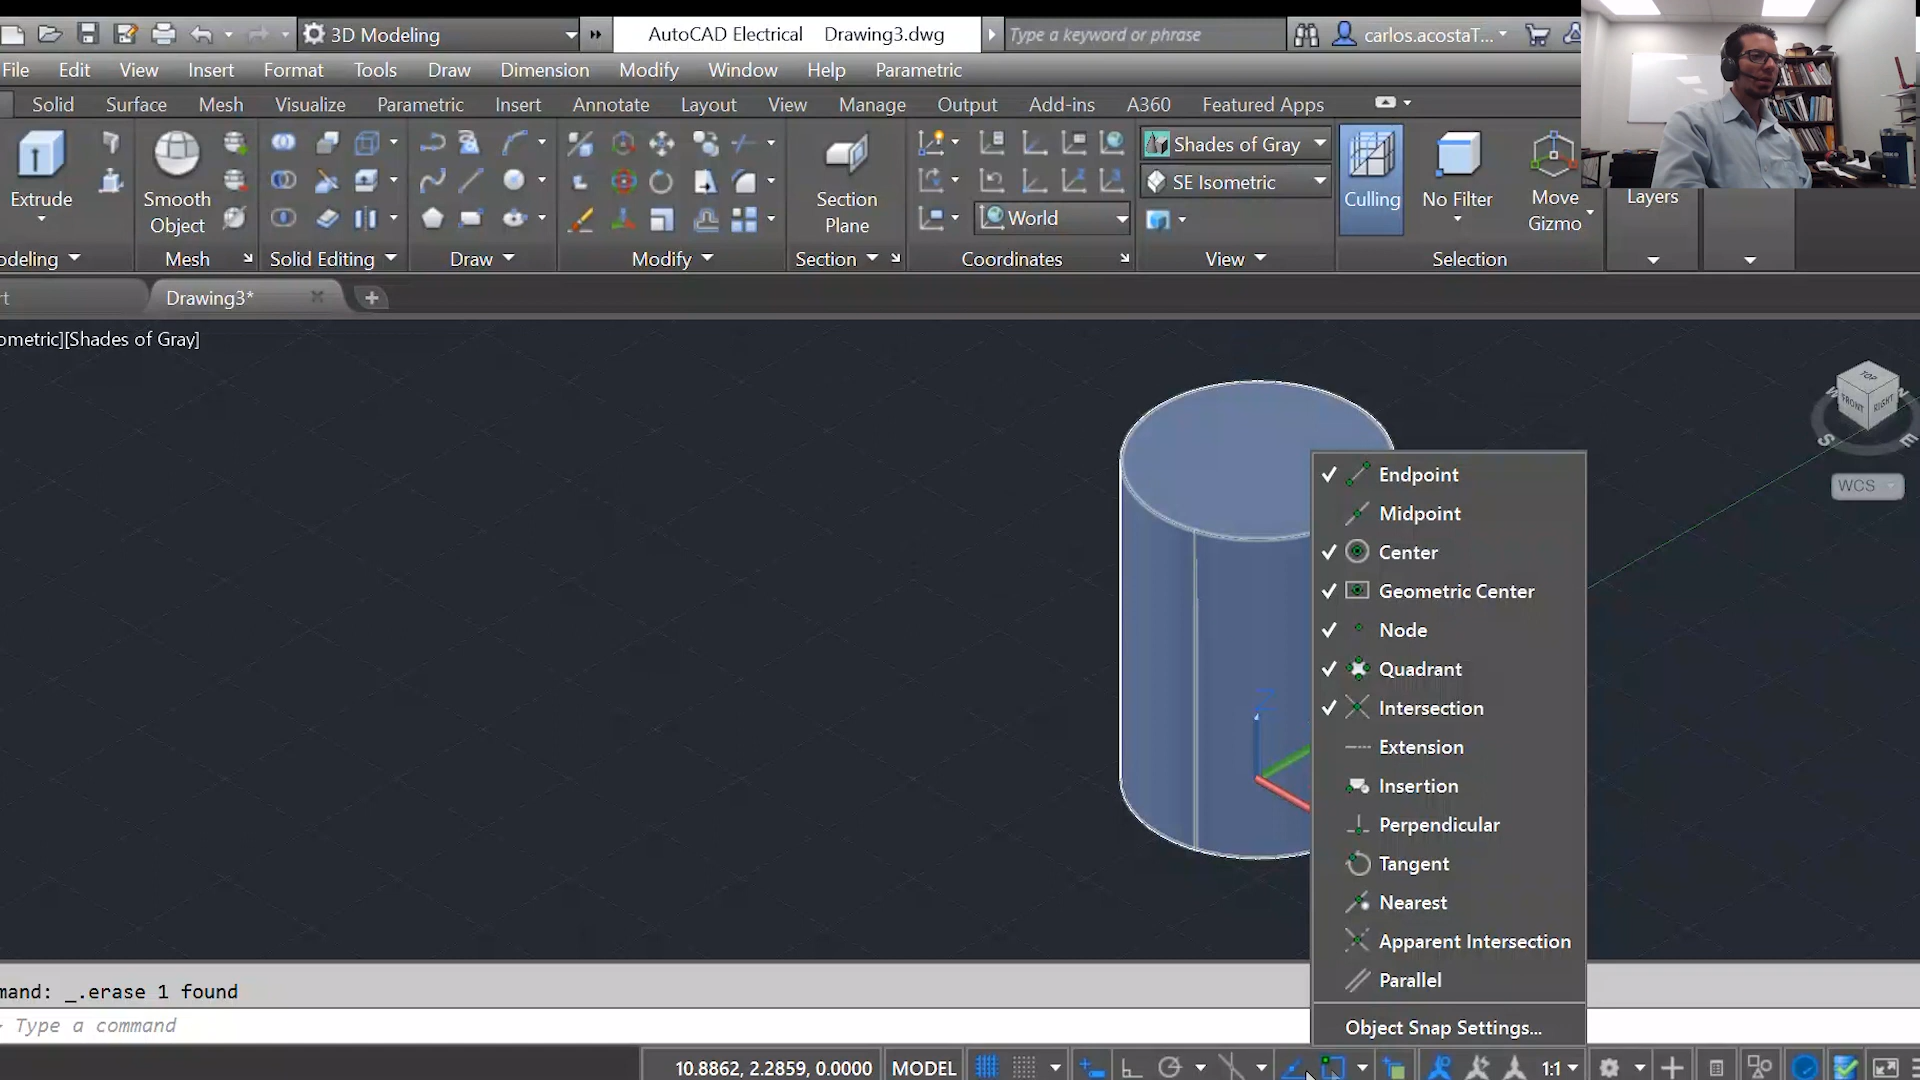 3D Modeling
AutoCAD Electrical Drawing3.dwg
Type a keyword or phrase
carlos.acostaT...
File Edit View Insert Format Tools Draw Dimension Modify Window Help Parametric
Solid Surface Mesh Visualize Parametric Insert Annotate Layout View Manage Output Add-ins A360 Featured Apps
Extrude
Smooth
Object
Section
Plane
World
Shades of Gray
SE Isometric
Culling
No Filter
Move
Gizmo
Layers
odeling Mesh Solid Editing Draw Modify Section Coordinates View Selection
rt Drawing3*
ometric][Shades of Gray]
TOP
FRONT
RIGHT
W
N
S
E
WCS
Z
Endpoint
Midpoint
Center
Geometric Center
Node
Quadrant
Intersection
Extension
Insertion
Perpendicular
Tangent
Nearest
Apparent Intersection
Parallel
Object Snap Settings...
mand: _.erase 1 found
Type a command
10.8862, 2.2859, 0.0000 MODEL 1:1